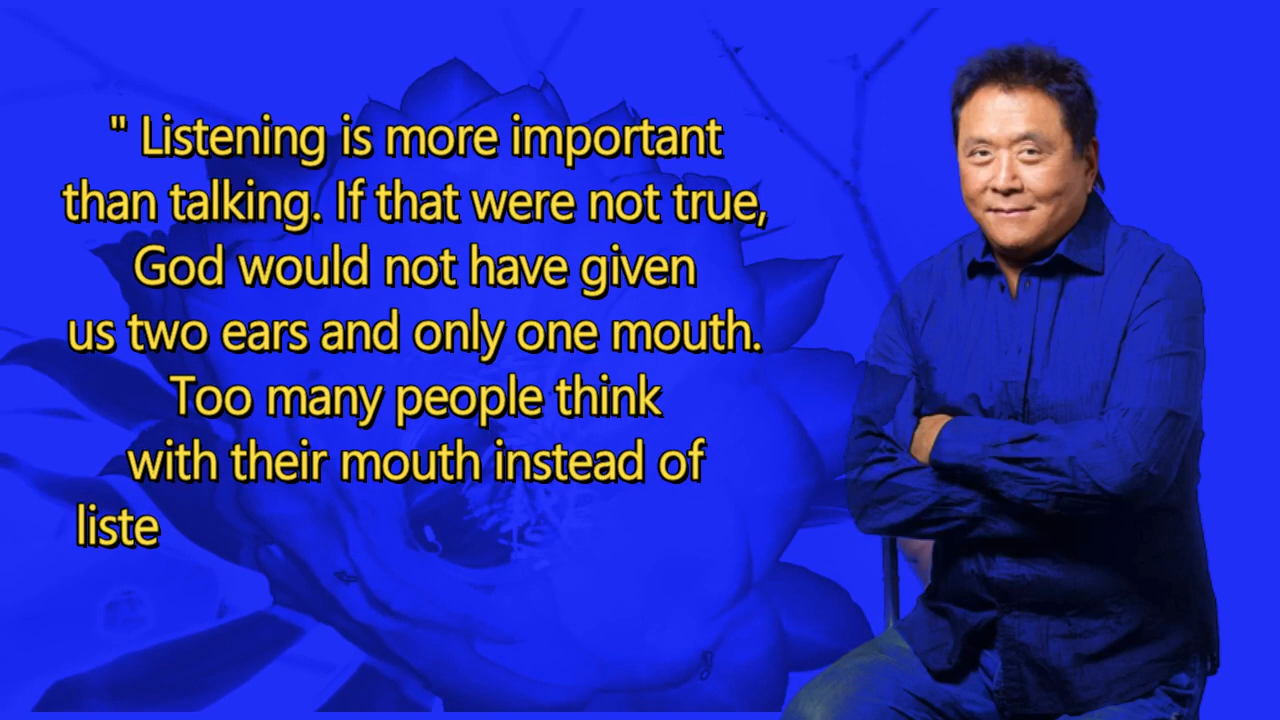 " Listening is more important
than talking. If that were not true,
God would not have given
us two ears and only one mouth.
Too many people think
with their mouth instead of
liste